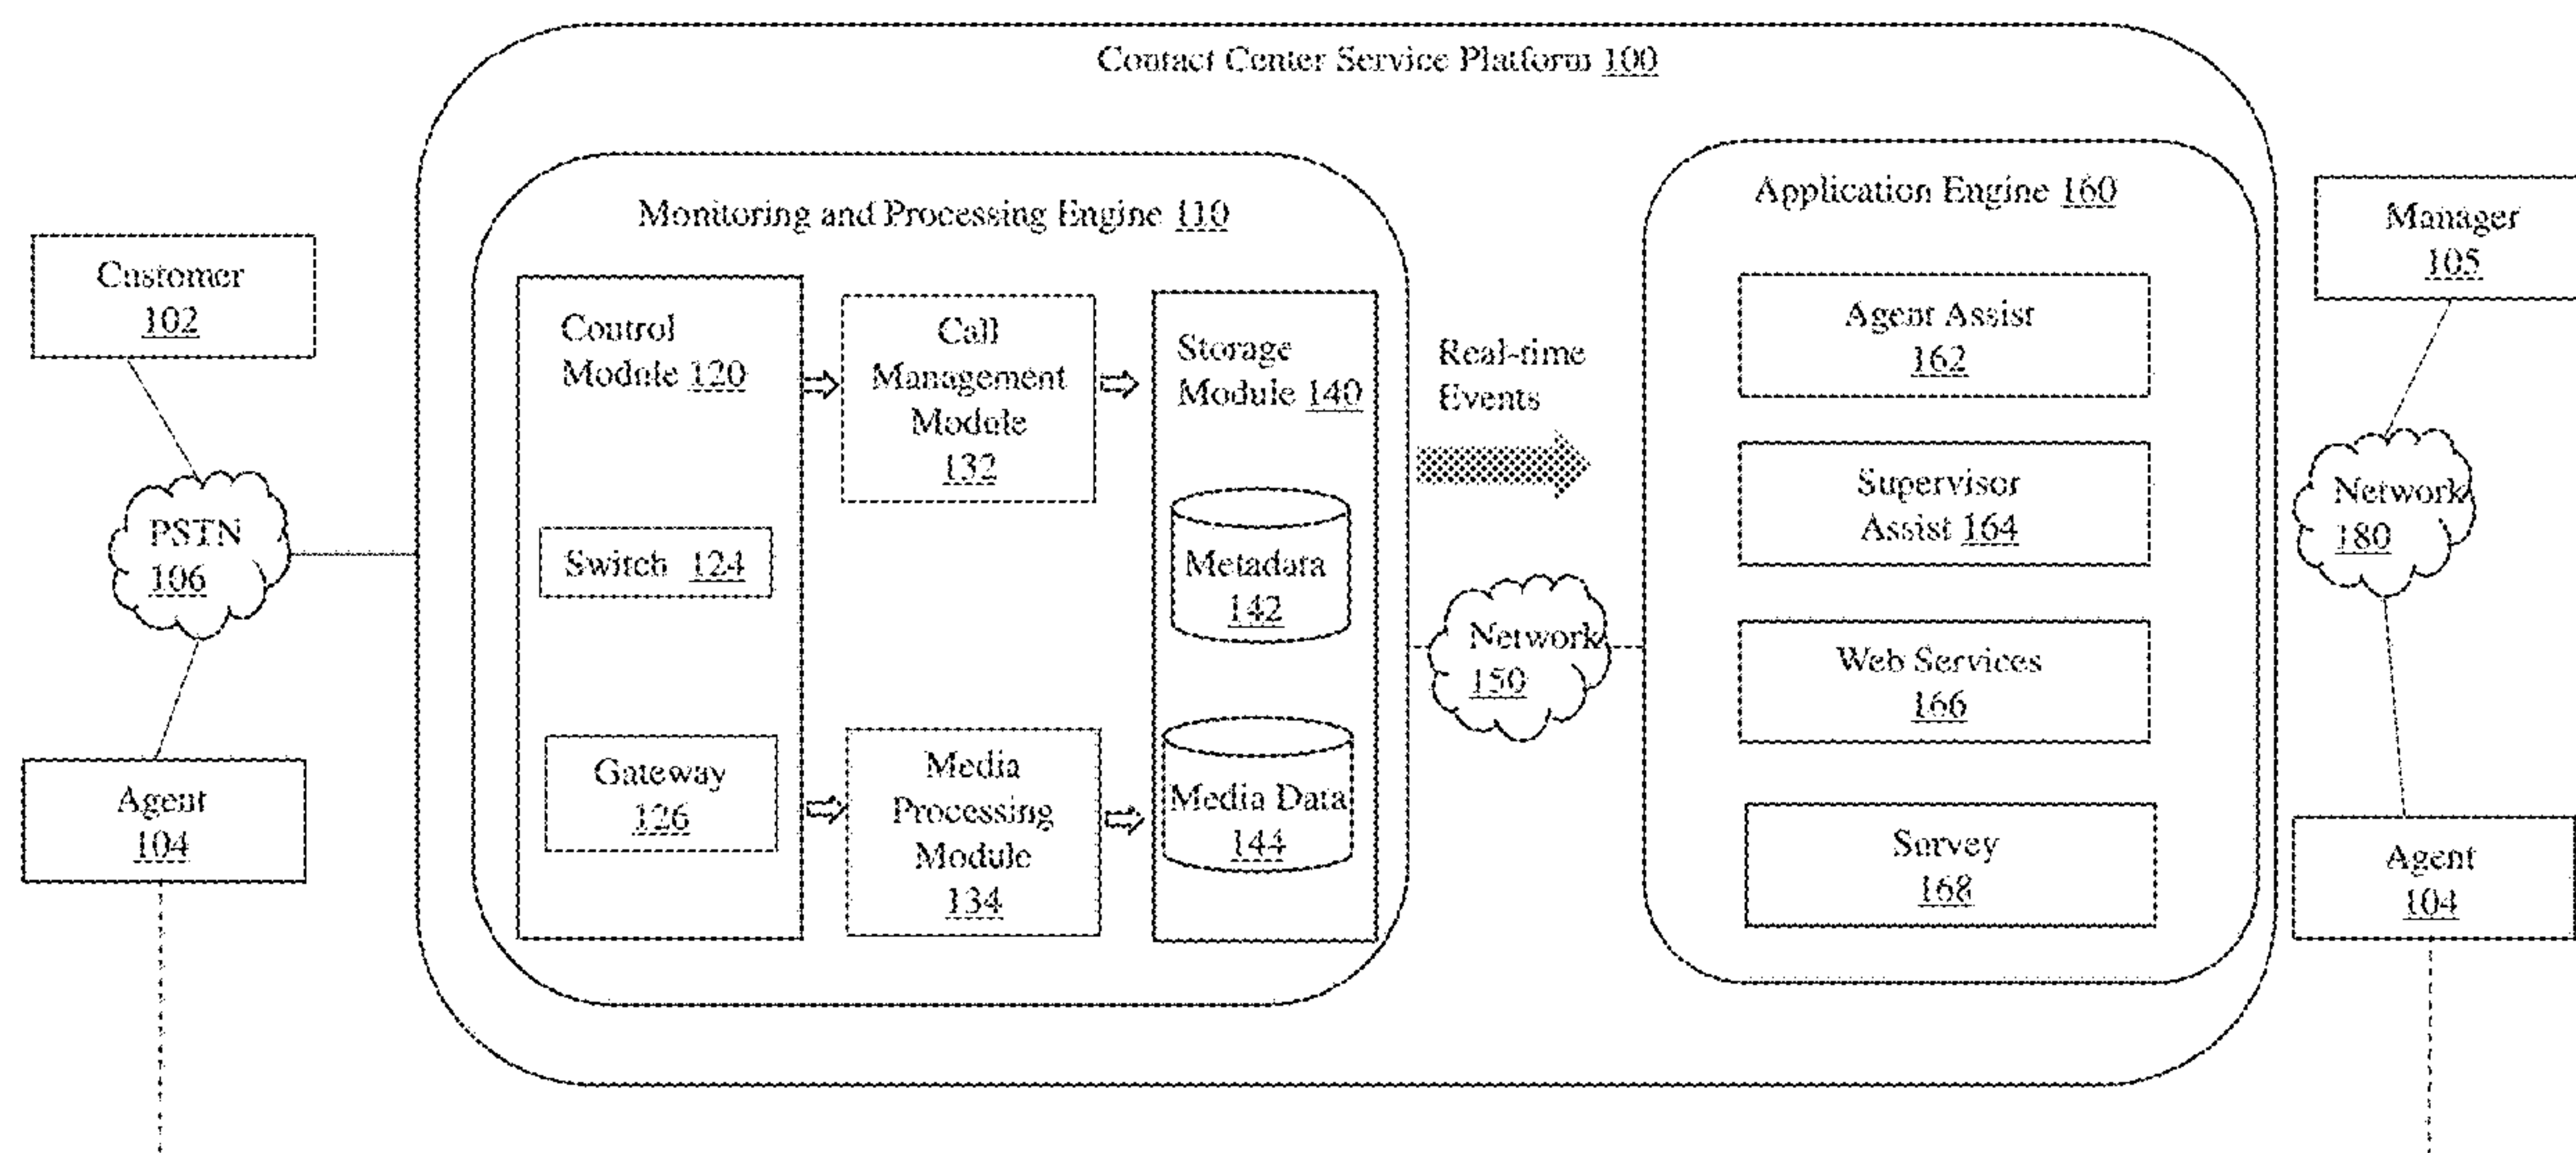 Contact Center Service Platform 100
Customer
102
PSTN
106
Agent
104
Monitoring and Processing Engine 110
Control
Module 120
Switch 124
Gateway
126
Call
Management
Module
132
Media
Processing
Module
134
Storage
Module 140
Metadata
142
Media Data
144
Real-time
Events
Network
150
Application Engine 160
Agent Assist
162
Supervisor
Assist 164
Web Services
166
Survey
168
Manager
105
Network
180
Agent
104